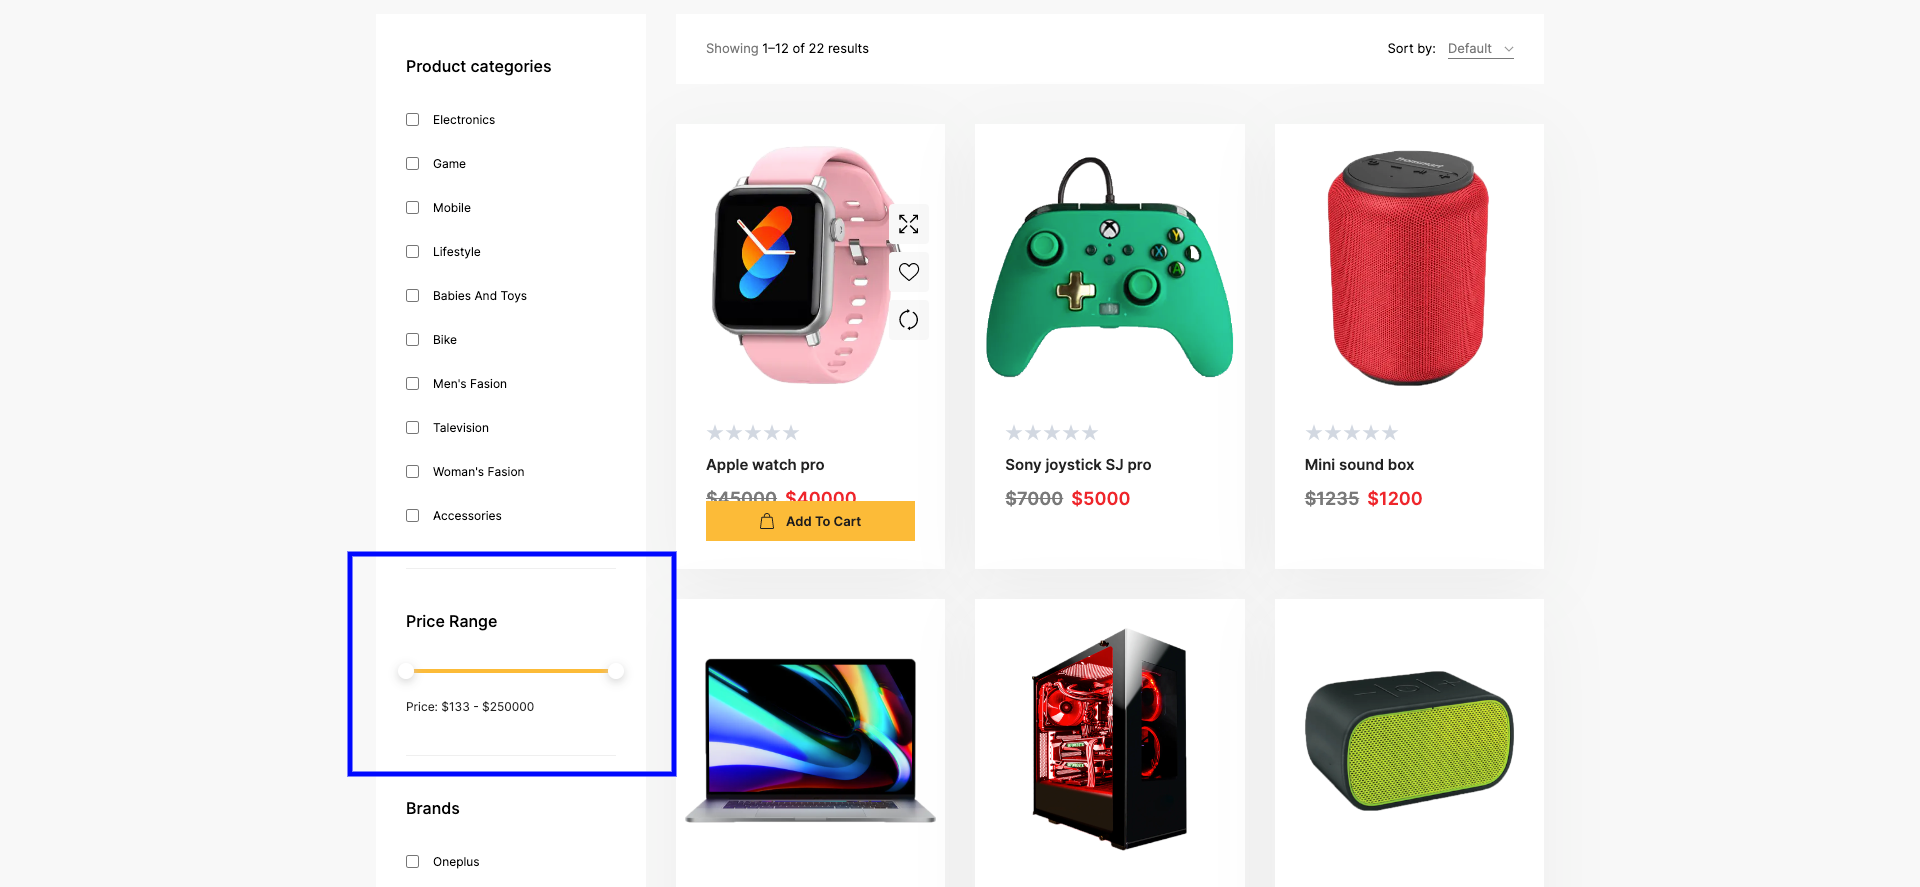 Product categories
Electronics
Game
Mobile
Lifestyle
Babies And Toys
Bike
Men's Fasion
Talevision
Woman's Fasion
Accessories
Price Range
Price: $133 - $250000
Brands
Oneplus
Showing 1–12 of 22 results
Sort by: Default
Tronsmart
Y
X
A
Apple watch pro
$45000 $40000
Add To Cart
Sony joystick SJ pro
$7000 $5000
Mini sound box
$1235 $1200